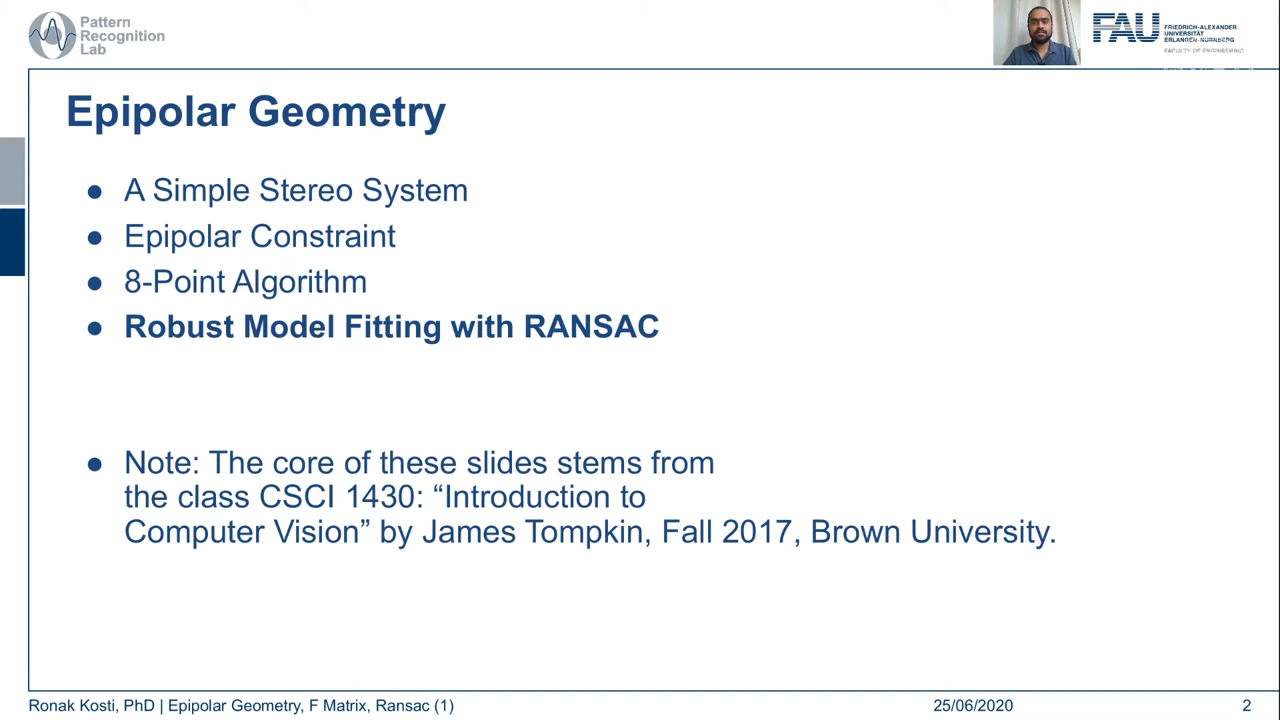 Pattern
Recognition
Lab
FAU
FRIEDRICH-ALEXANDER
UNIVERSITÄT
ERLANGEN-NÜRNBERG
FACULTY OF ENGINEERING
Epipolar Geometry
● A Simple Stereo System
● Epipolar Constraint
● 8-Point Algorithm
● Robust Model Fitting with RANSAC
● Note: The core of these slides stems from
the class CSCI 1430: “Introduction to
Computer Vision” by James Tompkin, Fall 2017, Brown University.
Ronak Kosti, PhD | Epipolar Geometry, F Matrix, Ransac (1)
25/06/2020
2